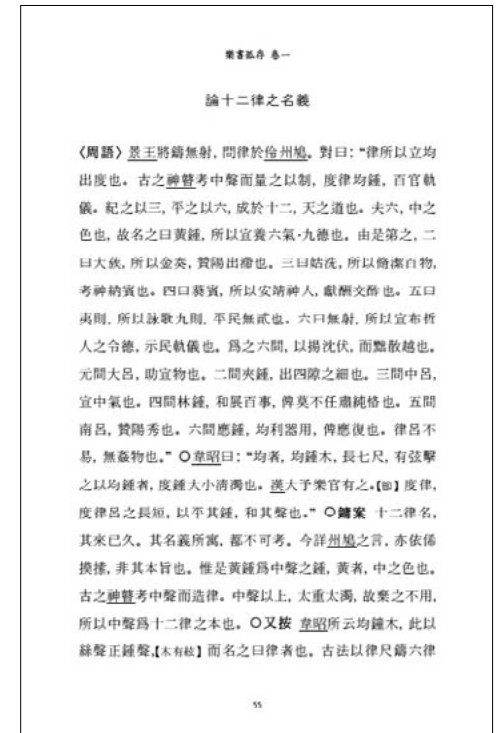 樂書孤存 卷一
論十二律之名義
〈周語〉景王將鑄無射, 問律於伶州鳩。對曰: “律所以立均
出度也。古之神瞽考中聲而量之以制, 度律均鍾, 百官軌
儀。紀之以三, 平之以六, 成於十二, 天之道也。夫六, 中之
色也, 故名之曰黃鍾, 所以宣養六氣·九德也。由是第之, 二
曰大蔟, 所以金奏, 贊陽出滯也。三曰姑洗, 所以脩潔百物,
考神納賓也。四曰蕤賓, 所以安靖神人, 獻酬交酢也。五曰
夷則, 所以詠歌九則, 平民無貳也。六曰無射, 所以宣布哲
人之令德, 示民軌儀也。爲之六間, 以揚沈伏, 而黜散越也。
元間大呂, 助宣物也。二間夾鍾, 出四隙之細也。三間中呂,
宣中氣也。四間林鍾, 和展百事, 俾莫不任肅純恪也。五間
南呂, 贊陽秀也。六間應鍾, 均利器用, 俾應復也。律呂不
易, 無姦物也。” ○韋昭曰: “均者, 均鍾木, 長七尺, 有弦擊
之以均鍾者, 度鍾大小淸濁也。漢大予樂官有之。 度律,
度律呂之長短, 以平其鍾, 和其聲也。” ○鏞案 十二律名,
其來已久。其名義所寓, 都不可考。今詳州鳩之言, 亦依俙
摸㨿, 非其本旨也。惟是黃鍾爲中聲之鍾, 黃者, 中之色也。
古之神瞽考中聲而造律。中聲以上, 太重太濁, 故棄之不用,
所以中聲爲十二律之本也。○又按 韋昭所云均鐘木, 此以
絲聲正鍾聲,【木有絃】 而名之曰律者也。古法以律尺鑄六律
55